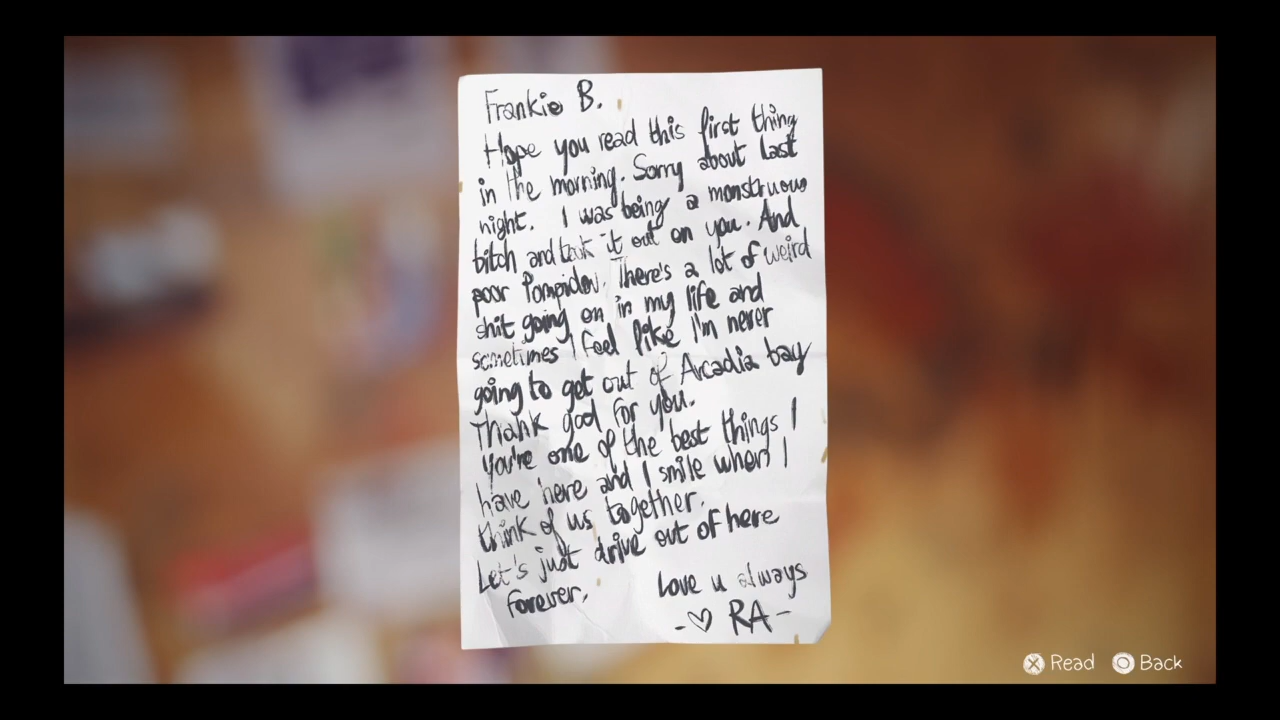 Frankie B.
Hope you read this first thing
in the morning. Sorry about last
night. I was being a monstruous
bitch and took it out on you. And
poor Pompidou. There's a lot of weird
shit going on in my life and
sometimes I feel like I'm never
going to get out of Arcadia bay
Thank god for you.
You're one of the best things I
have here and I smile when I
think of us together.
Let's just drive out of here
forever.
Love u always
-♡ RA-
Read Back